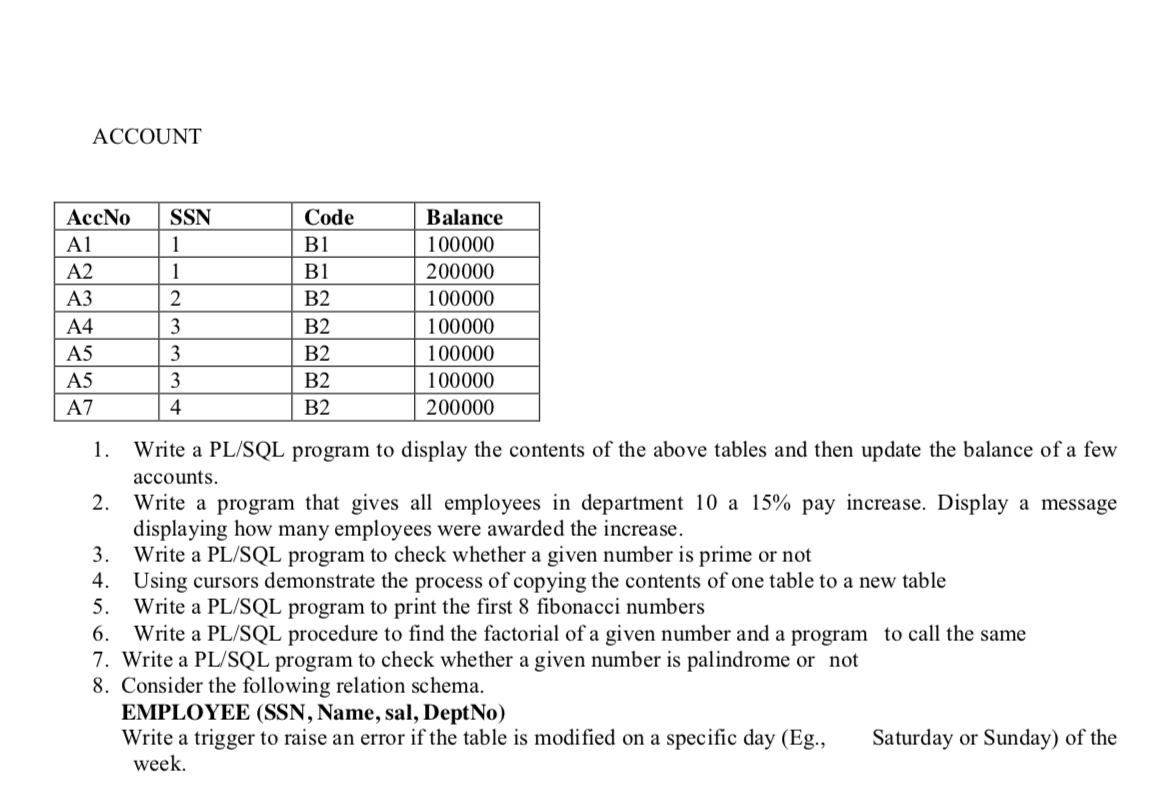 ACCOUNT
AccNo SSN Code Balance
A1 1 B1 100000
A2 1 B1 200000
A3 2 B2 100000
A4 3 B2 100000
A5 3 B2 100000
A5 3 B2 100000
A7 4 B2 200000
1. Write a PL/SQL program to display the contents of the above tables and then update the balance of a few
accounts.
2. Write a program that gives all employees in department 10 a 15% pay increase. Display a message
displaying how many employees were awarded the increase.
3. Write a PL/SQL program to check whether a given number is prime or not
4. Using cursors demonstrate the process of copying the contents of one table to a new table
5. Write a PL/SQL program to print the first 8 fibonacci numbers
6. Write a PL/SQL procedure to find the factorial of a given number and a program to call the same
7. Write a PL/SQL program to check whether a given number is palindrome or not
8. Consider the following relation schema.
EMPLOYEE (SSN, Name, sal, DeptNo)
Write a trigger to raise an error if the table is modified on a specific day (Eg., Saturday or Sunday) of the
week.